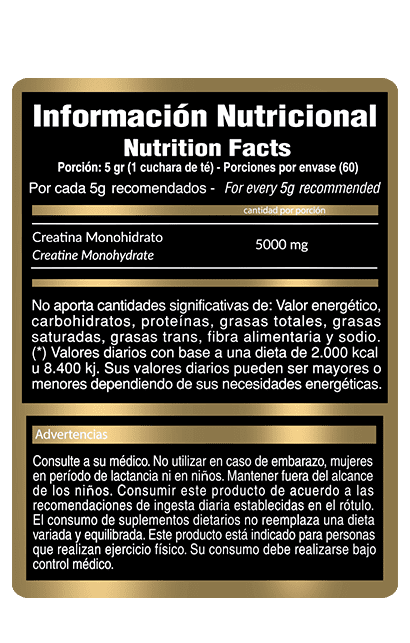 Información Nutricional
Nutrition Facts
Porción: 5 gr (1 cuchara de té) - Porciones por envase (60)
Por cada 5g recomendados - For every 5g recommended
cantidad por porción
Creatina Monohidrato
5000 mg
Creatine Monohydrate
No aporta cantidades significativas de: Valor energético,
carbohidratos, proteínas, grasas totales, grasas
saturadas, grasas trans, fibra alimentaria y sodio.
(*) Valores diarios con base a una dieta de 2.000 kcal
u 8.400 kj. Sus valores diarios pueden ser mayores o
menores dependiendo de sus necesidades energéticas.
Advertencias
Consulte a su médico. No utilizar en caso de embarazo, mujeres
en período de lactancia ni en niños. Mantener fuera del alcance
de los niños. Consumir este producto de acuerdo a las
recomendaciones de ingesta diaria establecidas en el rótulo.
El consumo de suplementos dietarios no reemplaza una dieta
variada y equilibrada. Este producto está indicado para personas
que realizan ejercicio físico. Su consumo debe realizarse bajo
control médico.